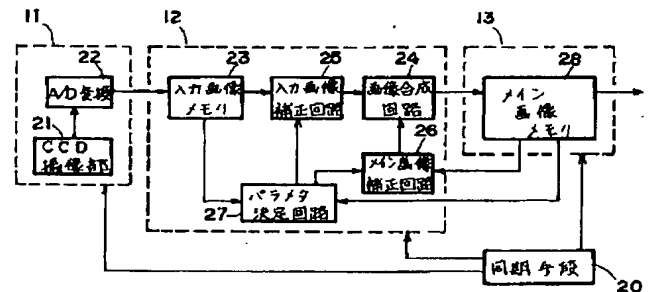 11
12
13
22
A/D変換
21
CCD
撮像部
23
入力画像
メモリ
25
入力画像
補正回路
24
画像合成
回路
28
メイン
画像
メモリ
26
メイン画像
補正回路
27
パラメタ
決定回路
同期手段
20